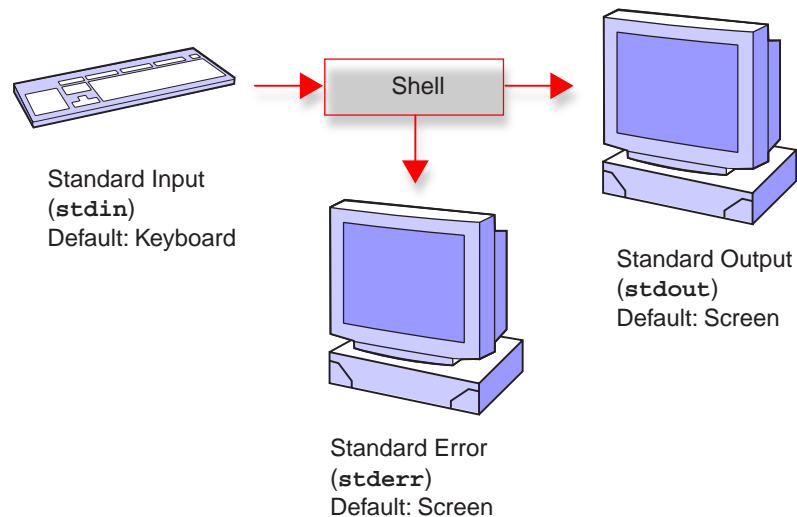 Shell
Standard Input
(stdin)
Default: Keyboard
Standard Output
(stdout)
Default: Screen
Standard Error
(stderr)
Default: Screen